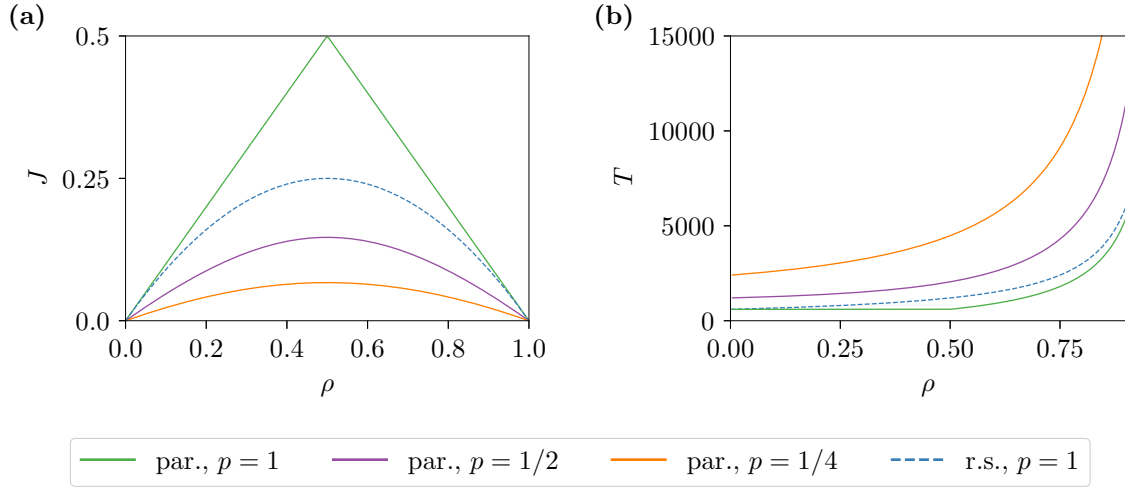 (a)
J
0.5
0.25
0.0
0.0 0.2 0.4 0.6 0.8 1.0
ρ
(b)
T
15000
10000
5000
0
0.00 0.25 0.50 0.75
ρ
par., p = 1
par., p = 1/2
par., p = 1/4
r.s., p = 1